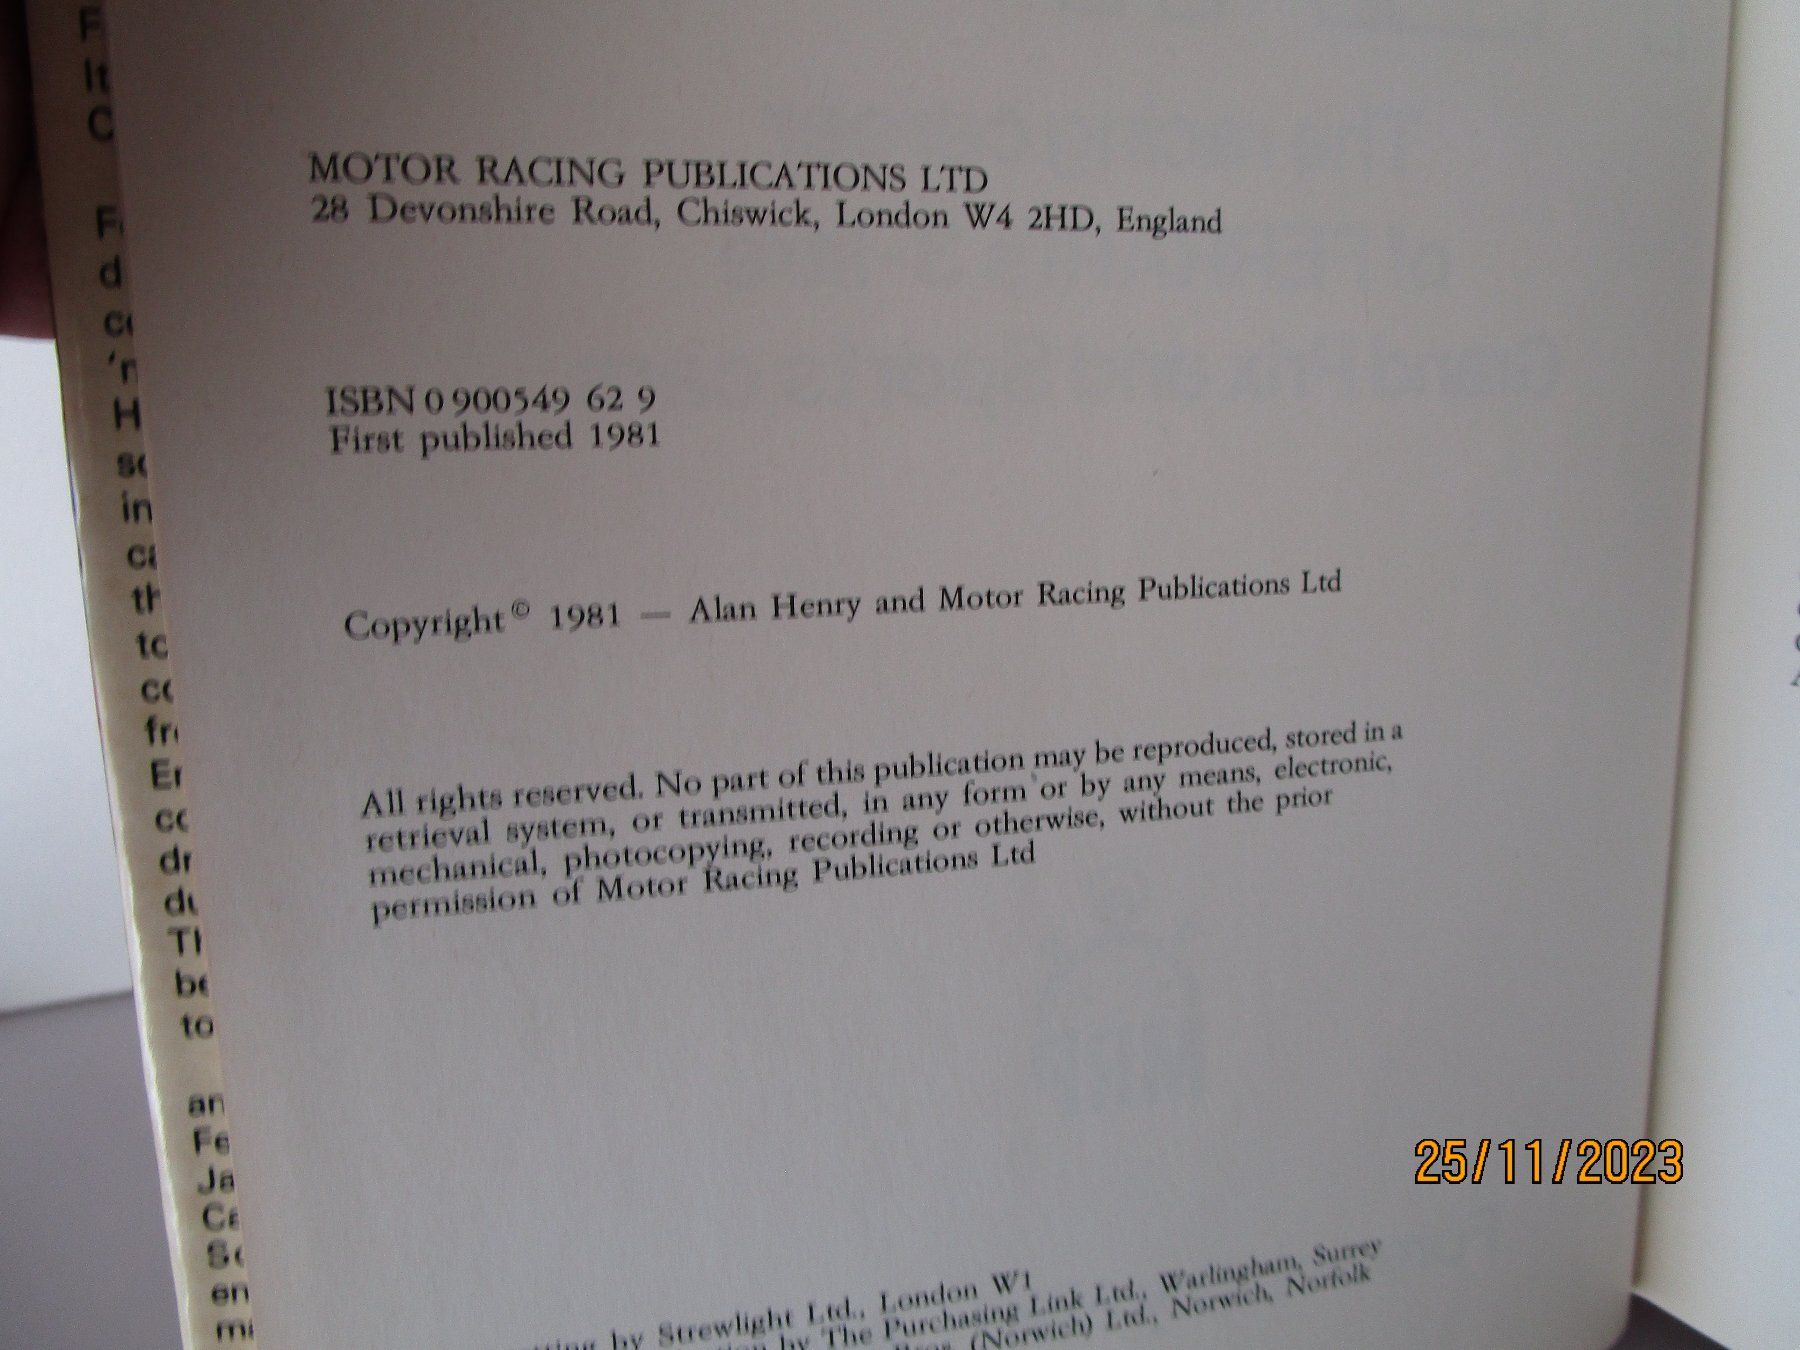 MOTOR RACING PUBLICATIONS LTD
28 Devonshire Road, Chiswick, London W4 2HD, England
ISBN 0 900549 62 9
First published 1981
Copyright © 1981 — Alan Henry and Motor Racing Publications Ltd
All rights reserved. No part of this publication may be reproduced, stored in a
retrieval system, or transmitted, in any form or by any means, electronic,
mechanical, photocopying, recording or otherwise, without the prior
permission of Motor Racing Publications Ltd
25/11/2023
by Strewlight Ltd., London W1
by The Purchasing Link Ltd., Warlingham, Surrey
Bros. (Norwich) Ltd., Norwich, Norfolk